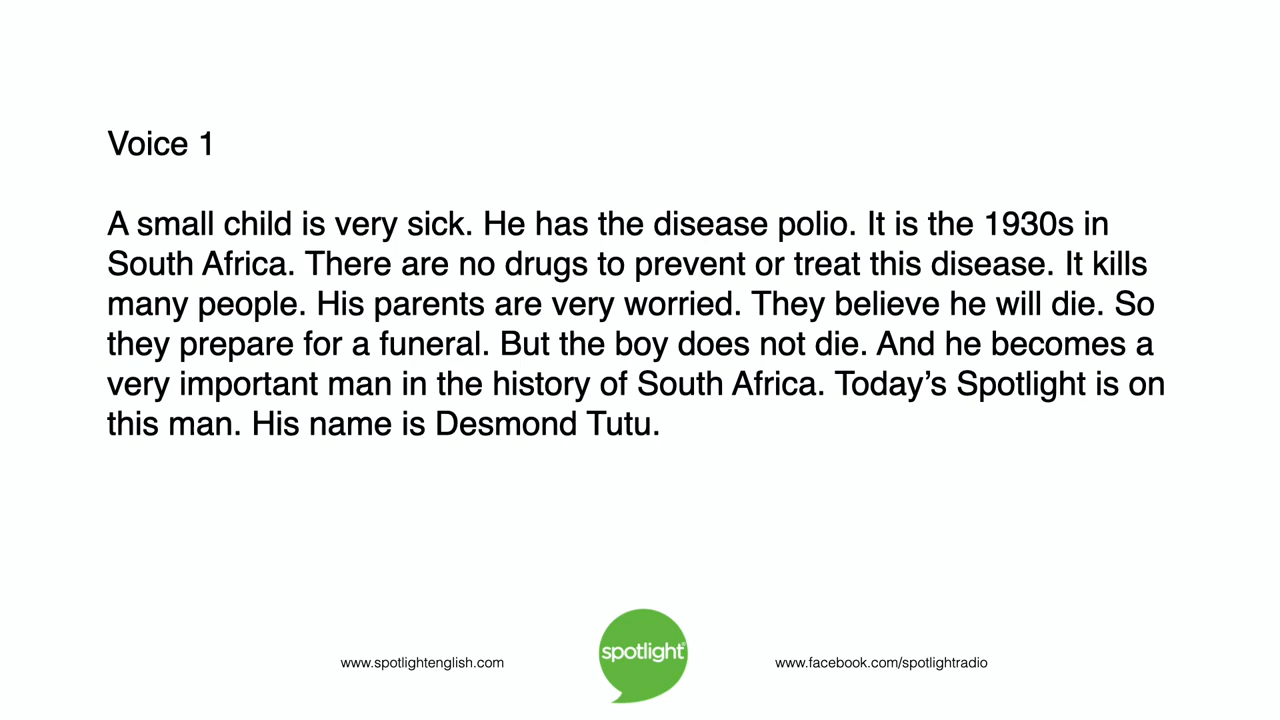 Voice 1
A small child is very sick. He has the disease polio. It is the 1930s in
South Africa. There are no drugs to prevent or treat this disease. It kills
many people. His parents are very worried. They believe he will die. So
they prepare for a funeral. But the boy does not die. And he becomes a
very important man in the history of South Africa. Today’s Spotlight is on
this man. His name is Desmond Tutu.
www.spotlightenglish.com
spotlight®
www.facebook.com/spotlightradio